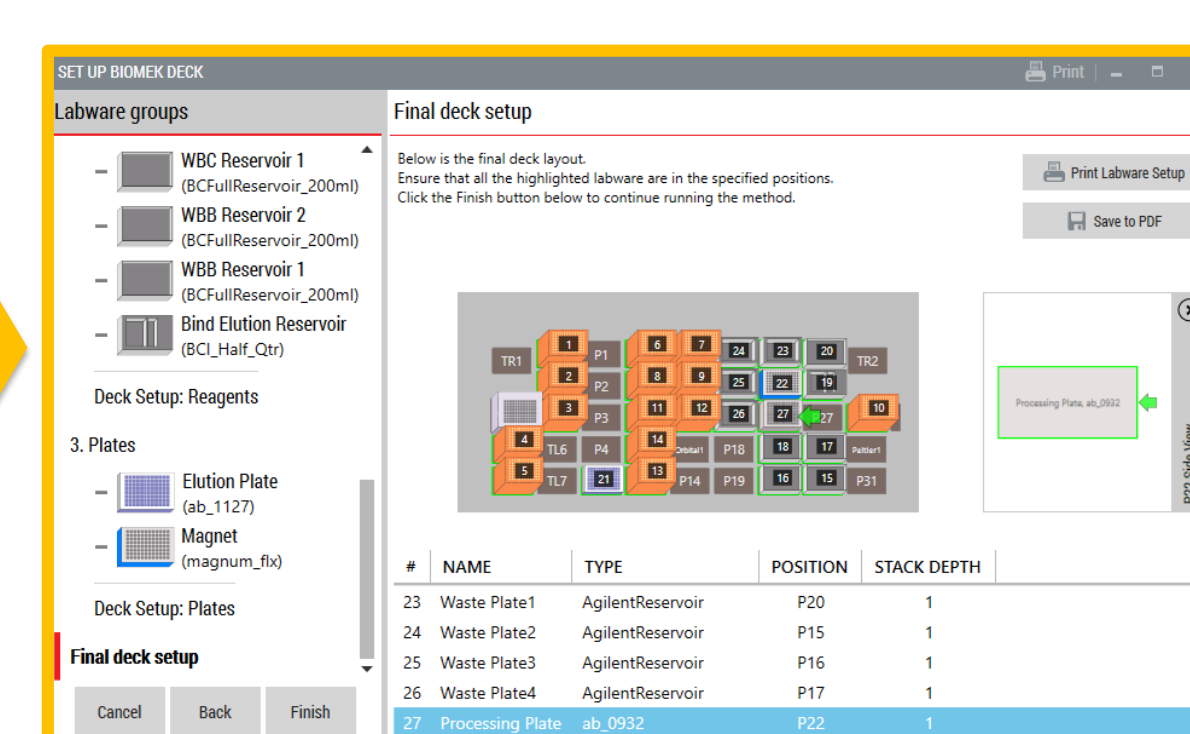 SET UP BIOMEK DECK
Print
Labware groups
WBC Reservoir 1
(BCFullReservoir_200ml)
WBB Reservoir 2
(BCFullReservoir_200ml)
WBB Reservoir 1
(BCFullReservoir_200ml)
Bind Elution Reservoir
(BCI_Half_Qtr)
Deck Setup: Reagents
3. Plates
Elution Plate
(ab_1127)
Magnet
(magnum_flx)
Deck Setup: Plates
Final deck setup
Cancel Back Finish
Final deck setup
Below is the final deck layout.
Ensure that all the highlighted labware are in the specified positions.
Click the Finish button below to continue running the method.
Print Labware Setup
Save to PDF
TR1 1 P1 6 7 24 23 20 TR2
2 P2 8 9 25 22 19
3 P3 11 12 26 27 P27 10
4 TL6 P4 14 Orbital1 P18 18 17 Peltier1
5 TL7 21 13 P14 P19 16 15 P31
Processing Plate, ab_0932
P22 Side View
# NAME TYPE POSITION STACK DEPTH
23 Waste Plate1 AgilentReservoir P20 1
24 Waste Plate2 AgilentReservoir P15 1
25 Waste Plate3 AgilentReservoir P16 1
26 Waste Plate4 AgilentReservoir P17 1
27 Processing Plate ab_0932 P22 1